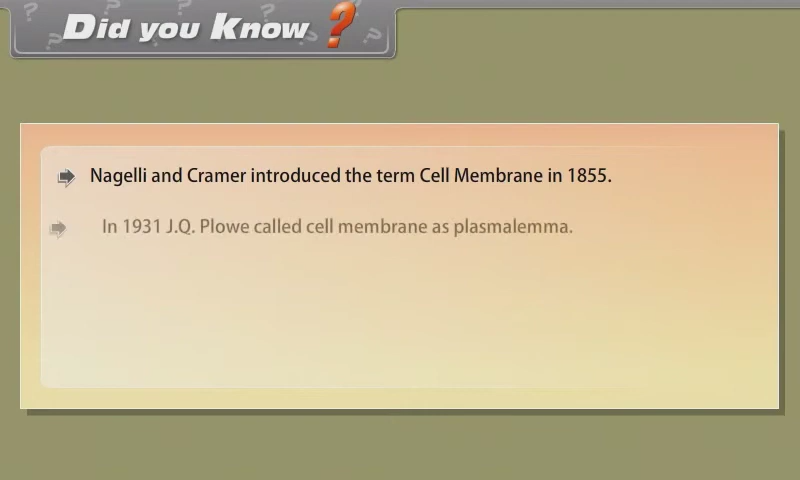 Did you Know ?
Nagelli and Cramer introduced the term Cell Membrane in 1855.
In 1931 J.Q. Plowe called cell membrane as plasmalemma.